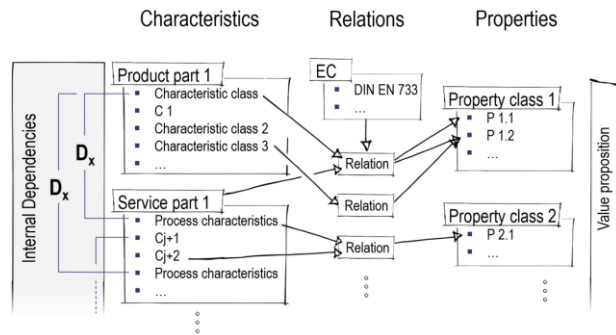 Characteristics
Relations
Properties
Product part 1
Characteristic class
C 1
Characteristic class 2
Characteristic class 3
...
Service part 1
Process characteristics
Cj+1
Cj+2
Process characteristics
...
Internal Dependencies
Dx
Dx
EC
DIN EN 733
...
Relation
Relation
Relation
Property class 1
P 1.1
P 1.2
...
Property class 2
P 2.1
Value proposition